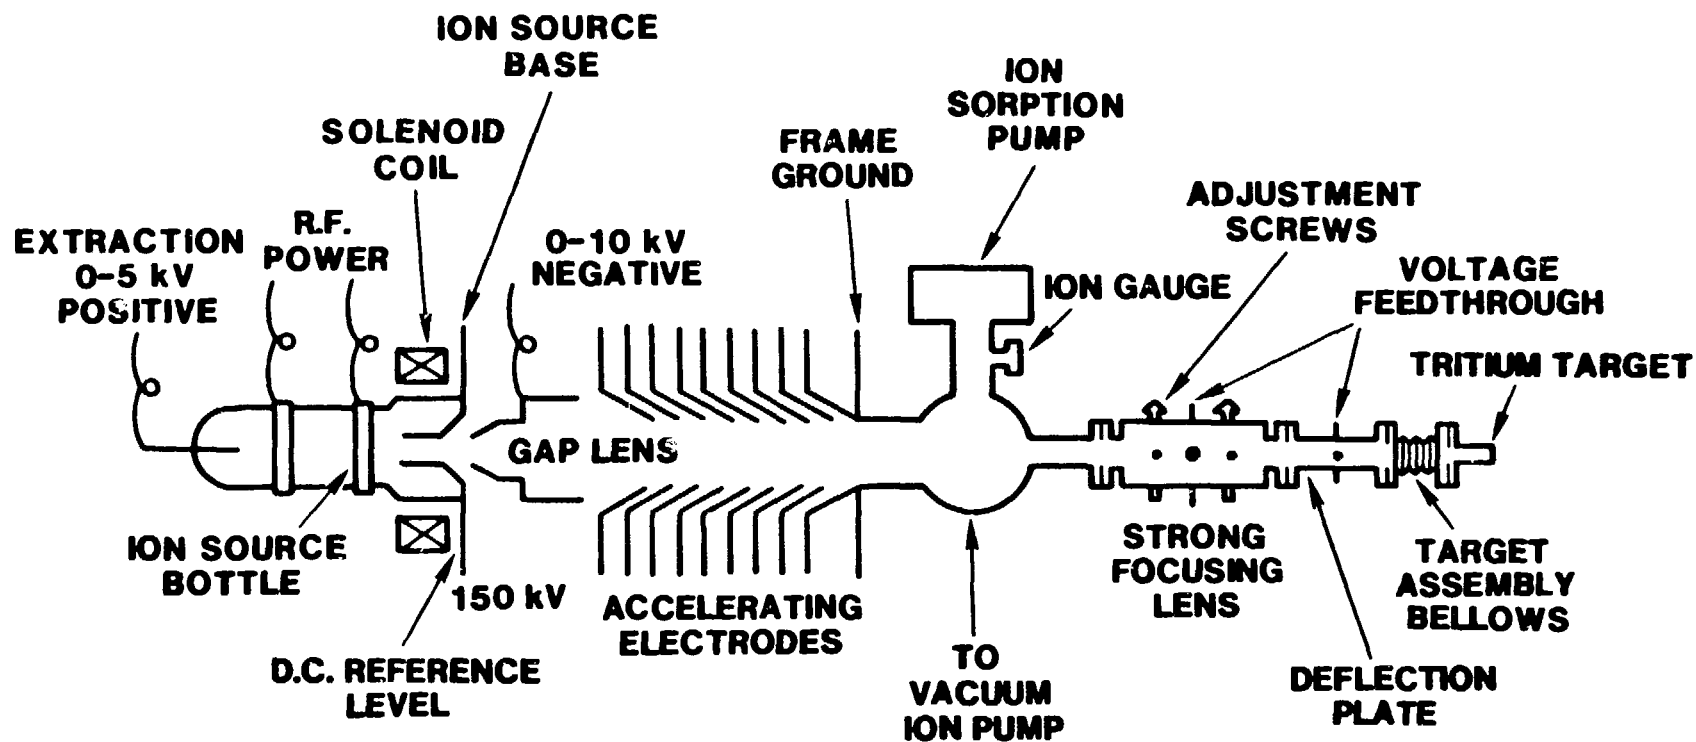 ION SOURCE
BASE
ION
SORPTION
PUMP
SOLENOID
COIL
FRAME
GROUND
ADJUSTMENT
SCREWS
R.F.
POWER
EXTRACTION
0-5 kV
POSITIVE
0-10 kV
NEGATIVE
ION GAUGE
VOLTAGE
FEEDTHROUGH
TRITIUM TARGET
GAP LENS
ION SOURCE
BOTTLE
150 kV
ACCELERATING
ELECTRODES
STRONG
FOCUSING
LENS
TARGET
ASSEMBLY
BELLOWS
D.C. REFERENCE
LEVEL
TO
VACUUM
ION PUMP
DEFLECTION
PLATE